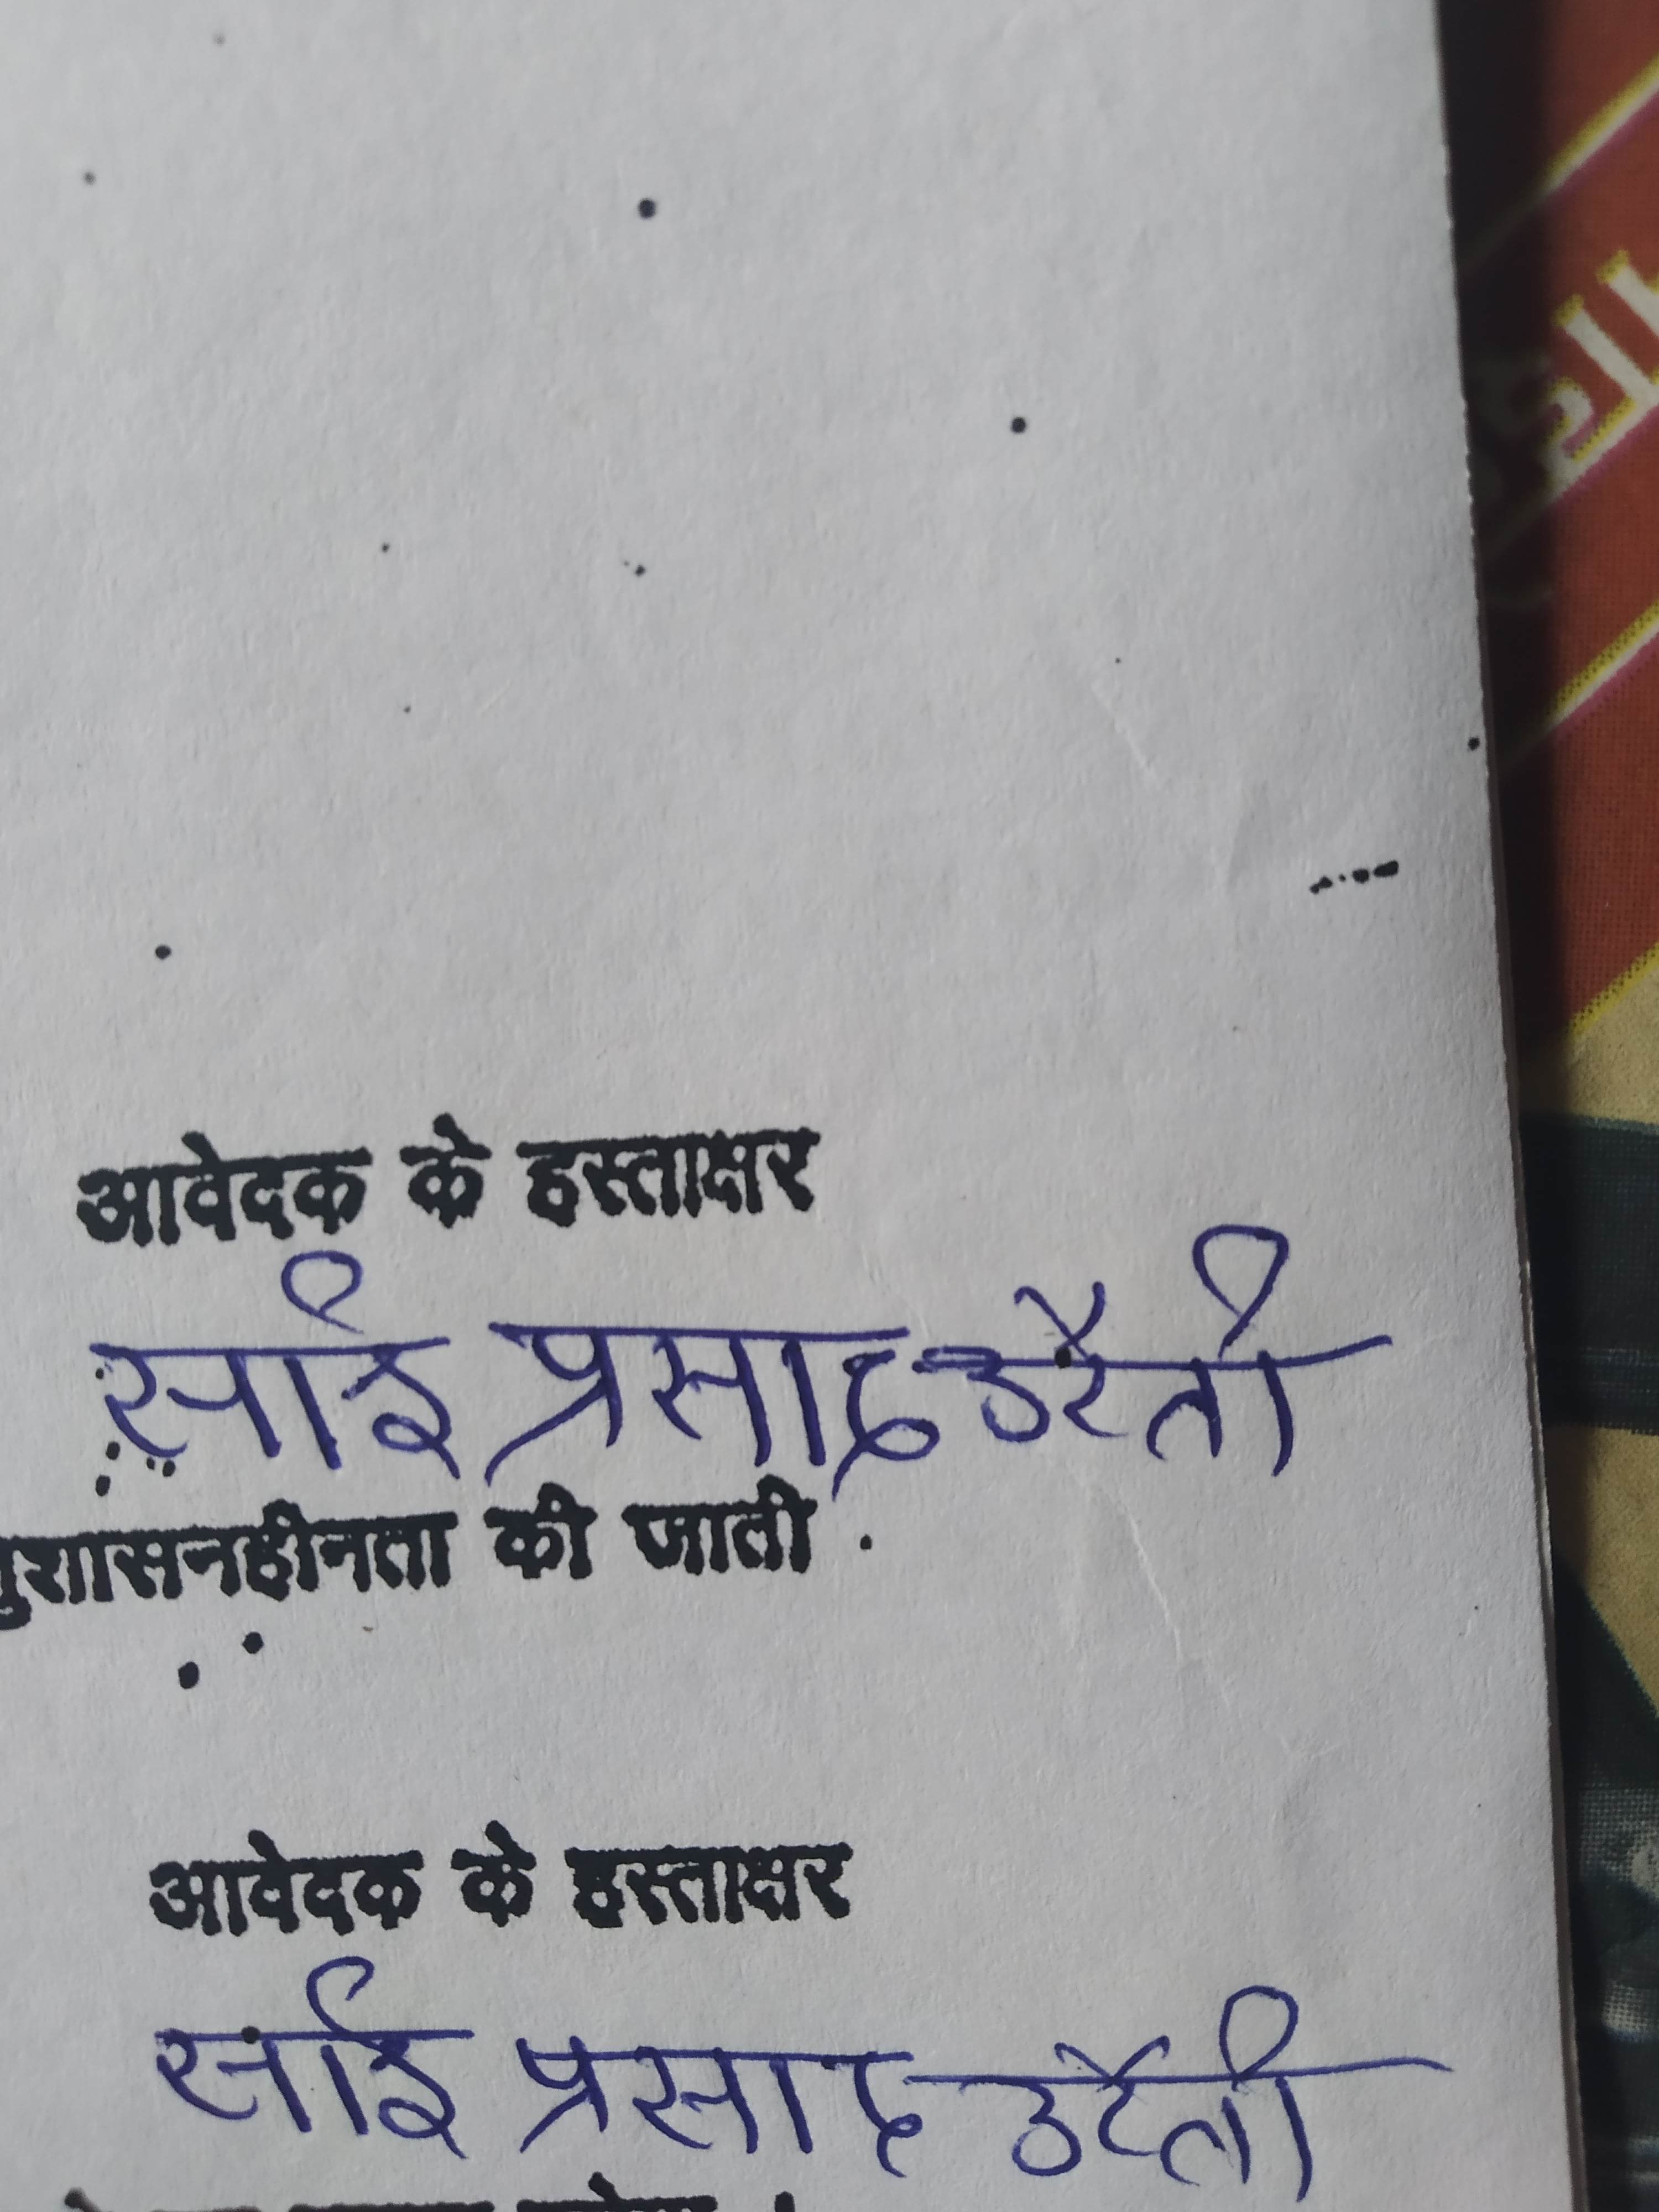 आवेदक के हस्ताक्षर
साई प्रसाद उरैती
शासनहीनता की जाती
आवेदक के हस्ताक्षर
साई प्रसाद उरैती